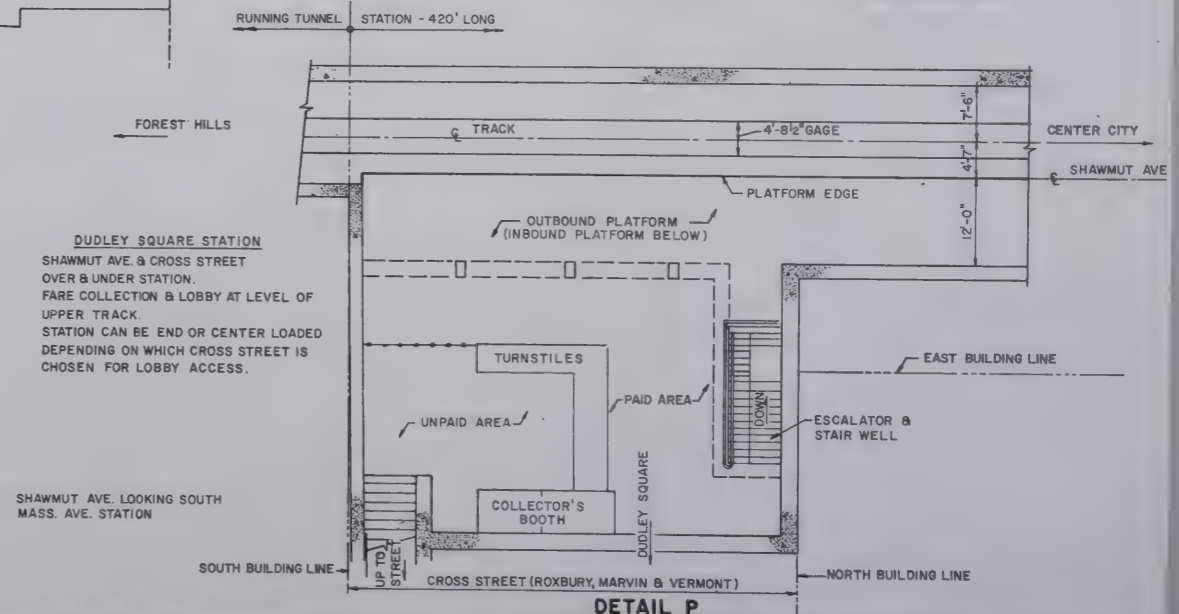 RUNNING TUNNEL
STATION - 420' LONG
FOREST HILLS
℄ TRACK
4'-8 1/2" GAGE
7'-6"
4'-7"
CENTER CITY
℄ SHAWMUT AVE
PLATFORM EDGE
12'-0"
OUTBOUND PLATFORM
(INBOUND PLATFORM BELOW)
DUDLEY SQUARE STATION
SHAWMUT AVE. & CROSS STREET
OVER & UNDER STATION.
FARE COLLECTION & LOBBY AT LEVEL OF
UPPER TRACK.
STATION CAN BE END OR CENTER LOADED
DEPENDING ON WHICH CROSS STREET IS
CHOSEN FOR LOBBY ACCESS.
TURNSTILES
EAST BUILDING LINE
PAID AREA
UNPAID AREA
DOWN
ESCALATOR &
STAIR WELL
DUDLEY SQUARE
COLLECTOR'S
BOOTH
SHAWMUT AVE. LOOKING SOUTH
MASS. AVE. STATION
UP TO
STREET
SOUTH BUILDING LINE
CROSS STREET (ROXBURY, MARVIN & VERMONT)
NORTH BUILDING LINE
DETAIL P